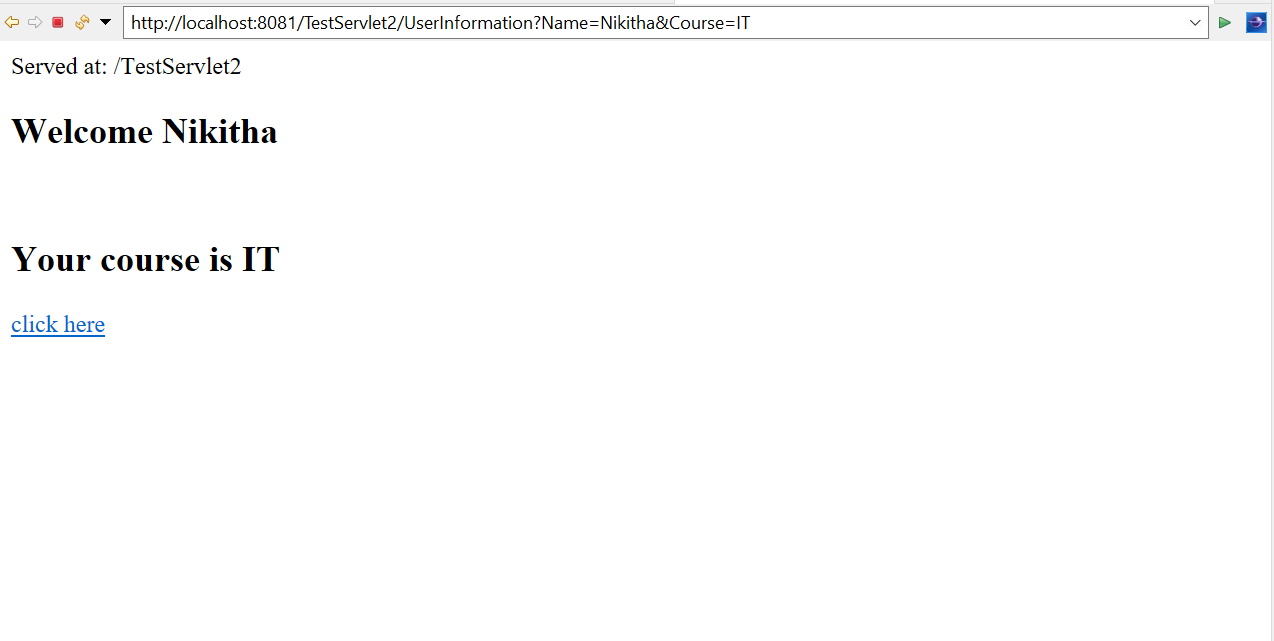 http://localhost:8081/TestServlet2/UserInformation?Name=Nikitha&Course=IT
Served at: /TestServlet2
Welcome Nikitha
Your course is IT
click here